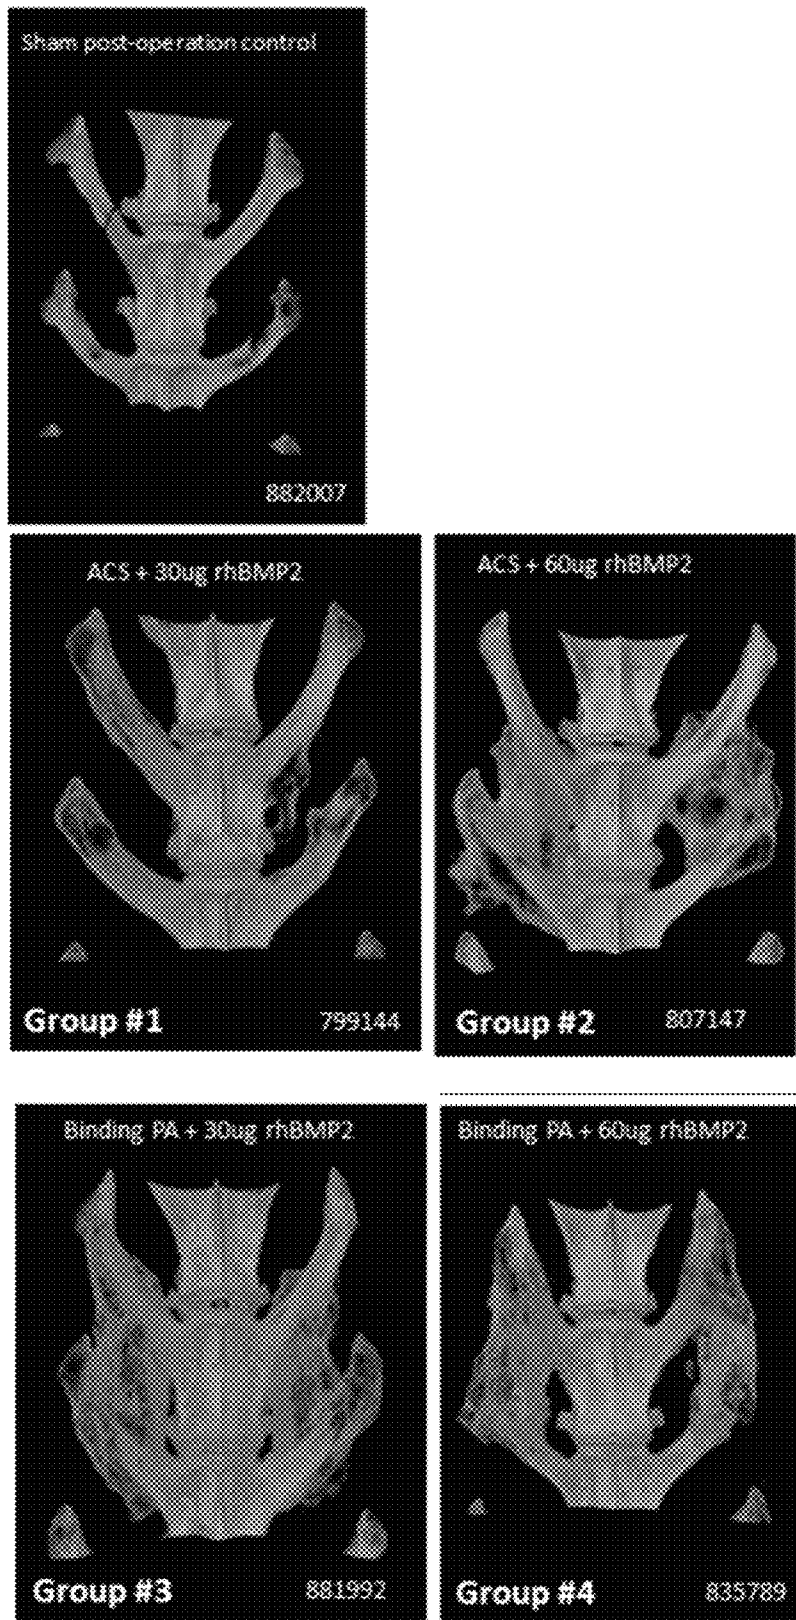 Sham post-operation control
882007
ACS + 30ug rhBMP2
Group #1
799144
ACS + 60ug rhBMP2
Group #2
807147
Binding PA + 30ug rhBMP2
Group #3
881992
Binding PA + 60ug rhBMP2
Group #4
835789